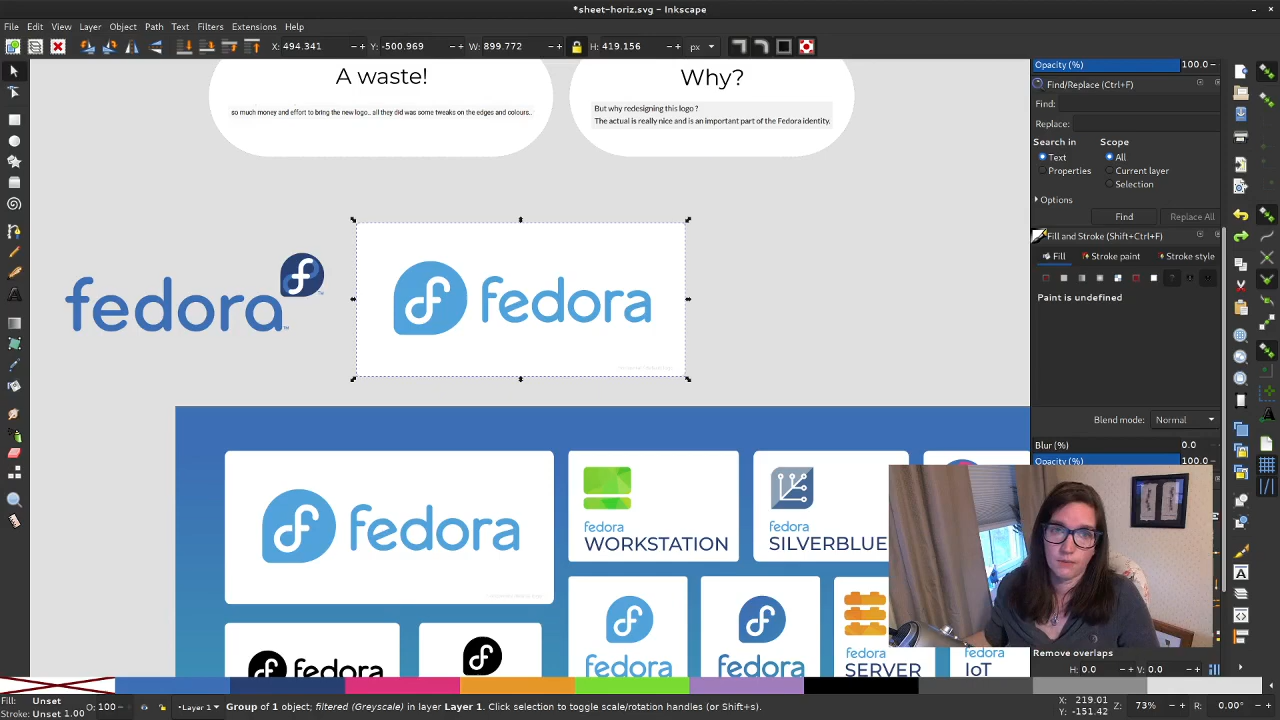 *sheet-horiz.svg - Inkscape
File Edit View Layer Object Path Text Filters Extensions Help
X: 494.341 Y: -500.969 W: 899.772 H: 419.156 px
A waste!
so much money and effort to bring the new logo.. all they did was some tweaks on the edges and colours..
Why?
But why redesigning this logo ?
The actual is really nice and is an important part of the Fedora identity.
fedora
fedora
fedora
fedora
WORKSTATION
fedora
SILVERBLUE
fedora
fedora
fedora
fedora
SERVER
fedora
IoT
Opacity (%) 100.0
Find/Replace (Ctrl+F)
Find:
Replace:
Search in Scope
Text All
Properties Current layer
Selection
Options
Find Replace All
Fill and Stroke (Shift+Ctrl+F)
Fill Stroke paint Stroke style
Paint is undefined
Blend mode: Normal
Blur (%) 0.0
Opacity (%) 100.0
Remove overlaps
H: 0.0 V: 0.0
Fill: Unset
Stroke: Unset 1.00
O: 100
Layer 1
Group of 1 object; filtered (Greyscale) in layer Layer 1. Click selection to toggle scale/rotation handles (or Shift+s).
X: 219.01
Y: -151.42
Z: 73%
R: 0.00°